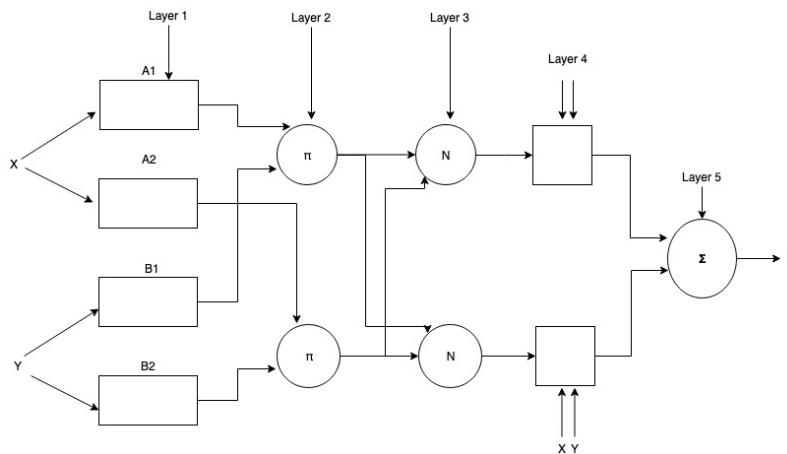 Layer 1
Layer 2
Layer 3
Layer 4
Layer 5
A1
A2
B1
B2
X
Y
π
π
N
N
Σ
X Y